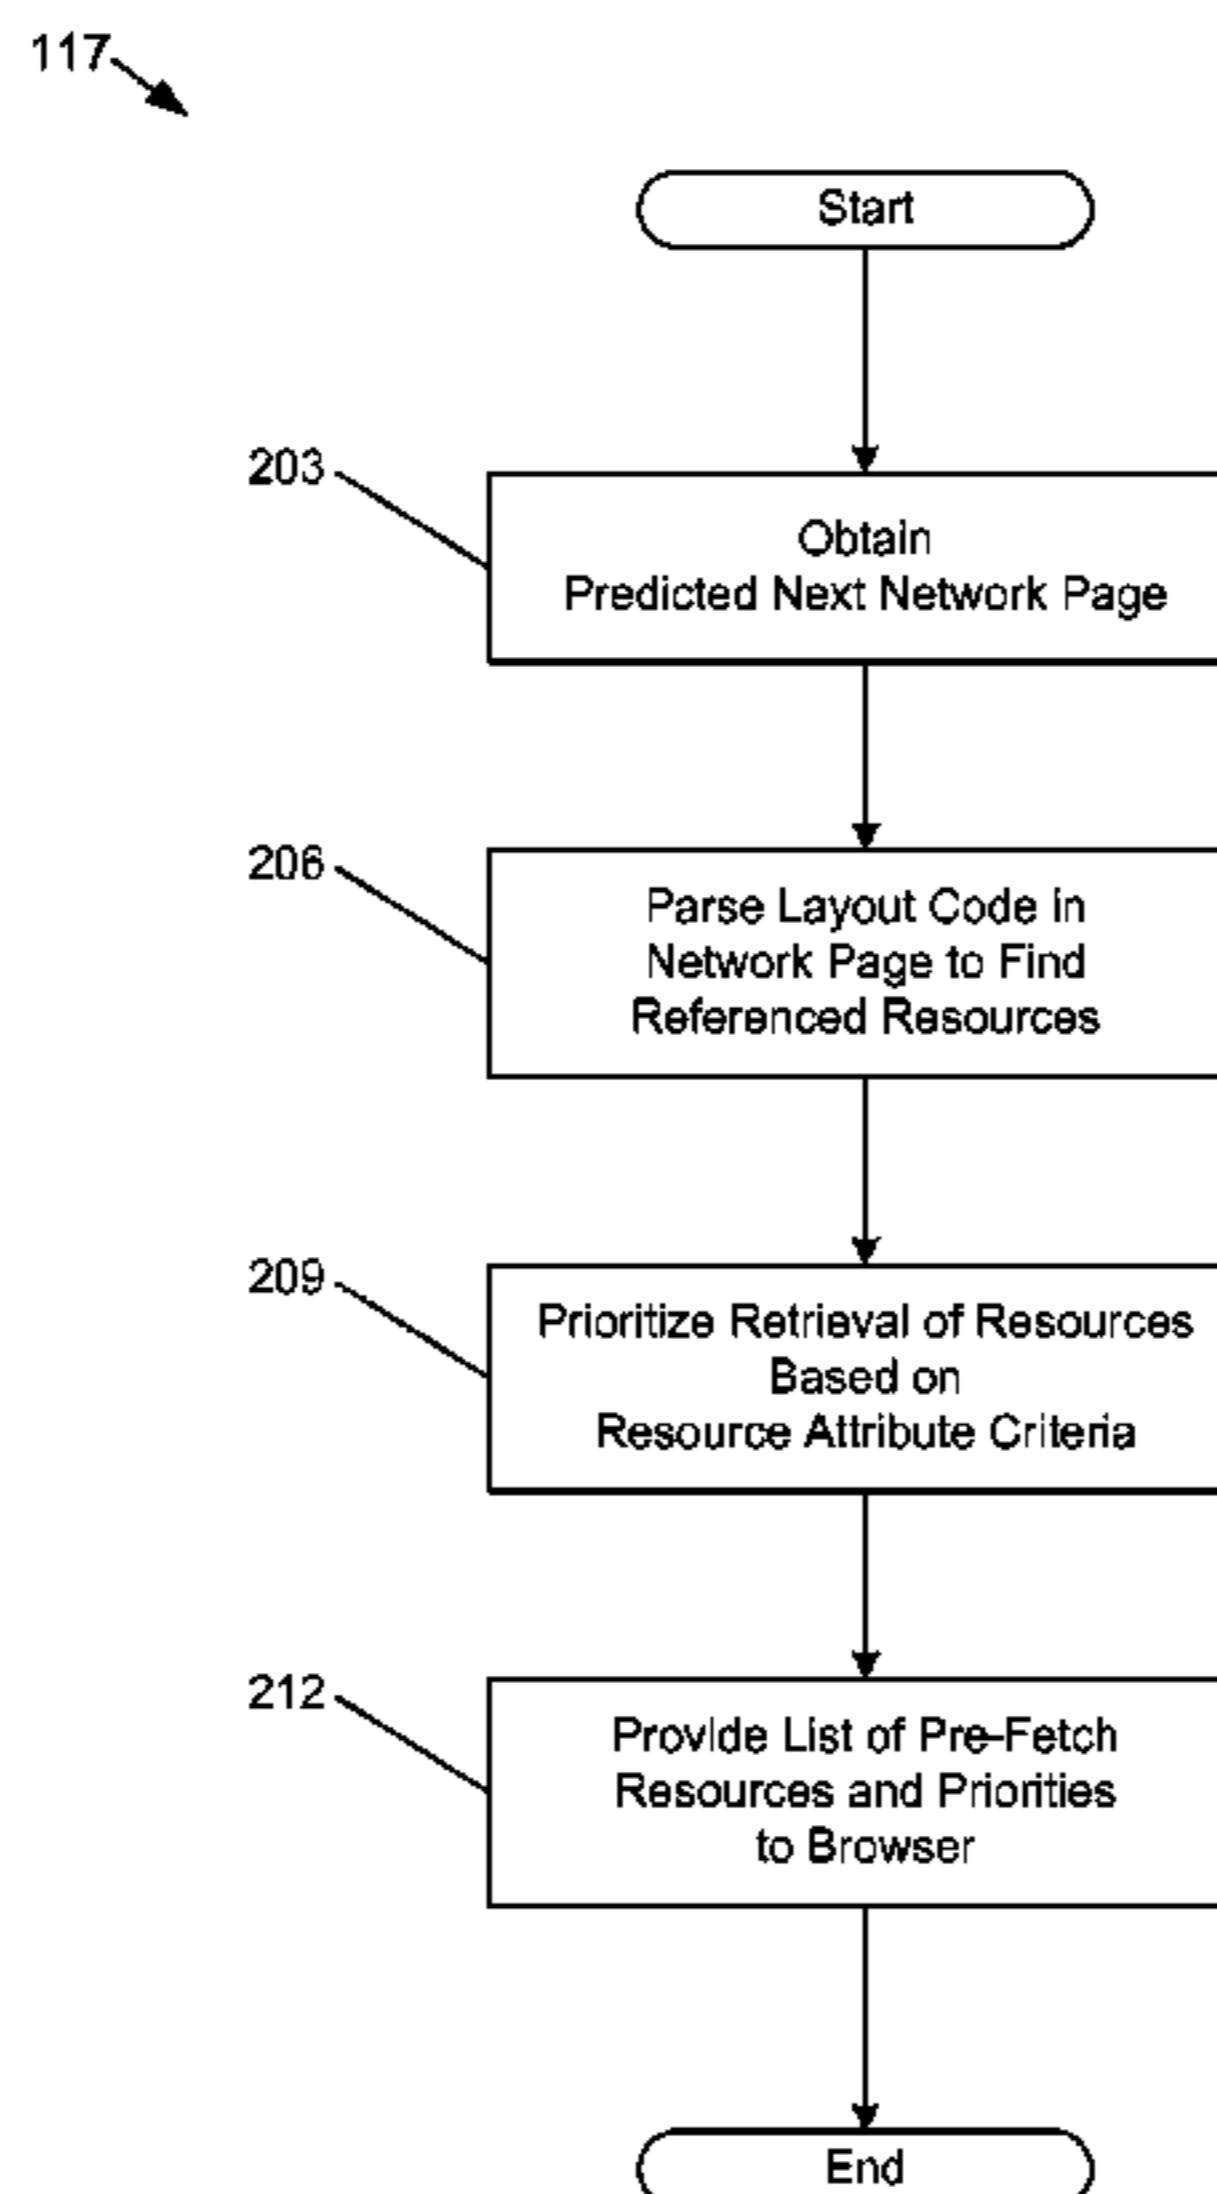 117
Start
203
Obtain
Predicted Next Network Page
206
Parse Layout Code in
Network Page to Find
Referenced Resources
209
Prioritize Retrieval of Resources
Based on
Resource Attribute Criteria
212
Provide List of Pre-Fetch
Resources and Priorities
to Browser
End